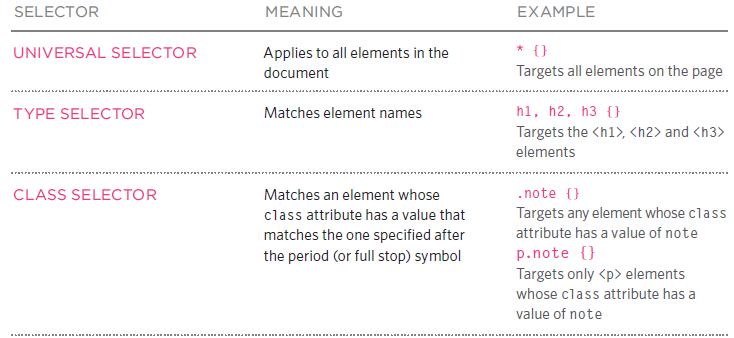 SELECTOR MEANING EXAMPLE
UNIVERSAL SELECTOR
Applies to all elements in the
document
* {}
Targets all elements on the page
TYPE SELECTOR
Matches element names
h1, h2, h3 {}
Targets the <h1>, <h2> and <h3>
elements
CLASS SELECTOR
Matches an element whose
class attribute has a value that
matches the one specified after
the period (or full stop) symbol
.note {}
Targets any element whose class
attribute has a value of note
p.note {}
Targets only <p> elements
whose class attribute has a
value of note